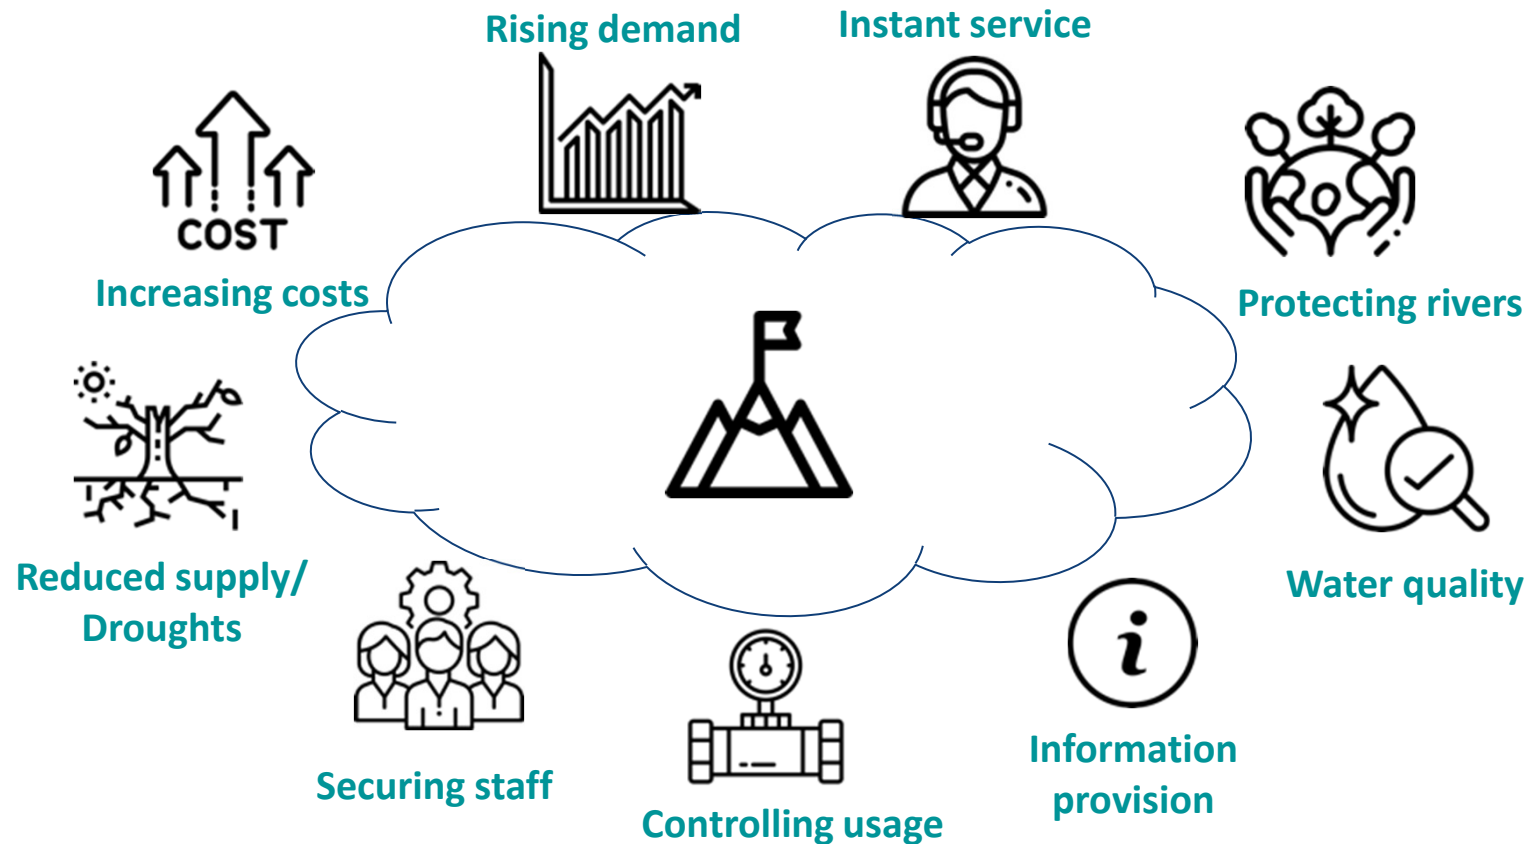 Rising demand
Instant service
COST
Increasing costs
Protecting rivers
Reduced supply/
Droughts
Water quality
Securing staff
Controlling usage
i
Information
provision